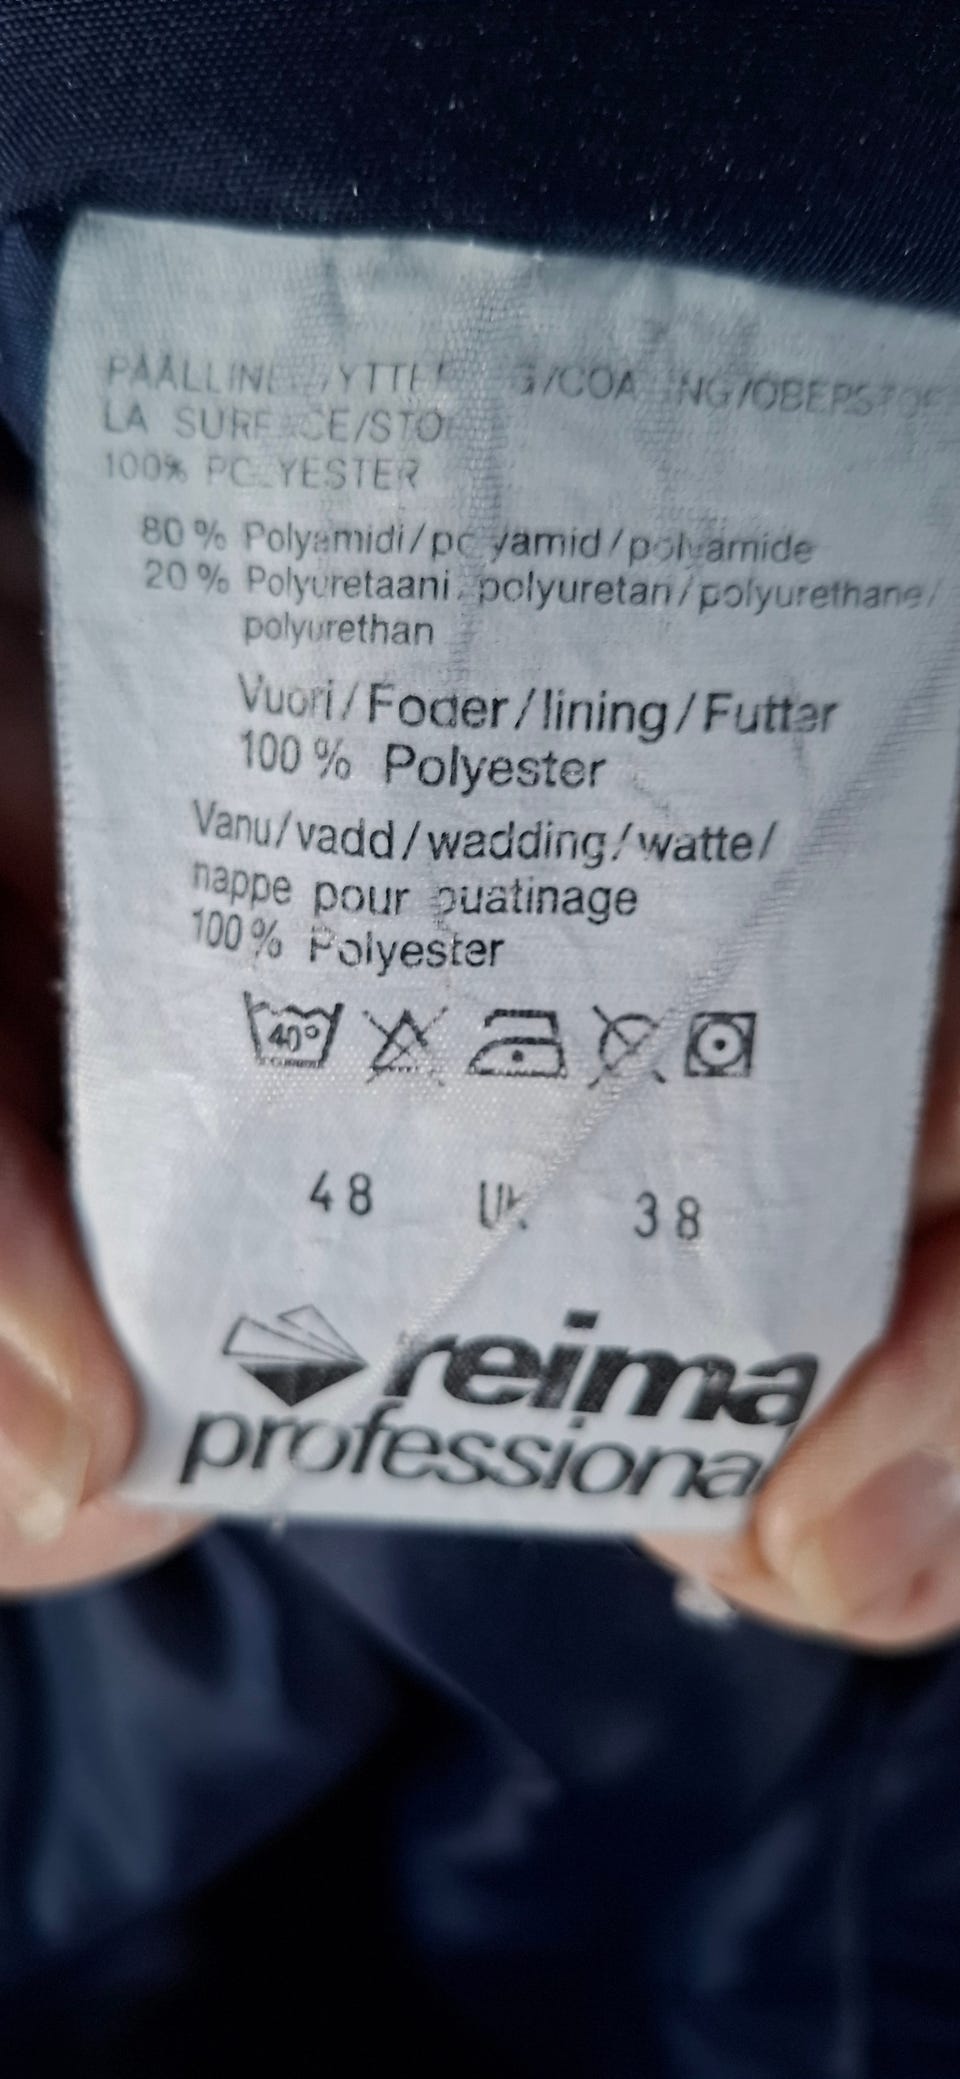 100% POLYESTER
80% Polyamidi/polyamid/polyamide
20% Polyuretaani/polyuretan/polyurethane/
polyurethan
Vuori/Foder/lining/Futter
100% Polyester
Vanu/vadd/wadding/watte/
nappe pour ouatinage
100% Polyester
40°
48 UK 38
reima
professional